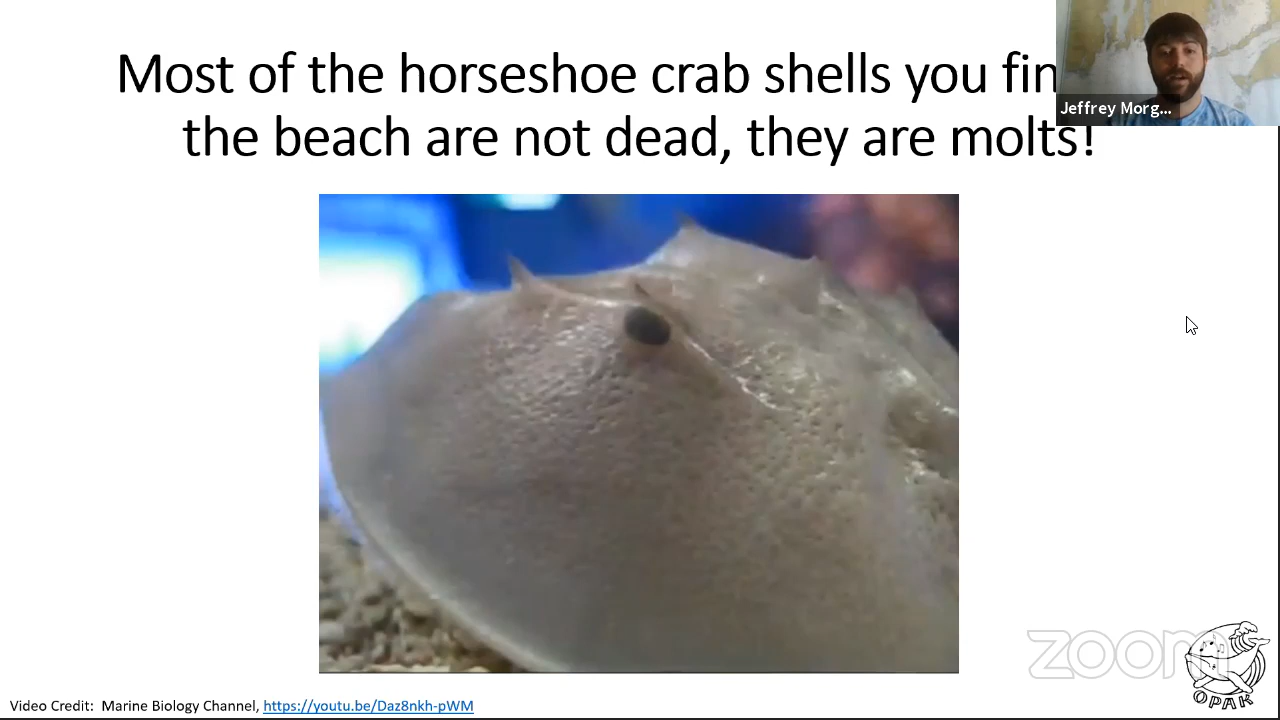 Most of the horseshoe crab shells you fin
the beach are not dead, they are molts!
Jeffrey Morg...
zoom
OPAK
Video Credit: Marine Biology Channel, https://youtu.be/Daz8nkh-pWM